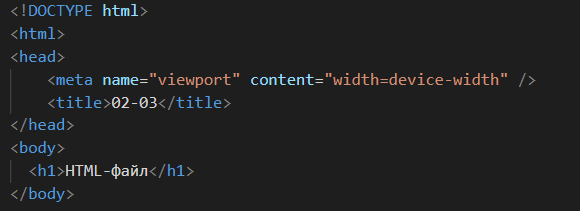 <!DOCTYPE html>
<html>
<head>
    <meta name="viewport" content="width=device-width" />
    <title>02-03</title>
</head>
<body>
  <h1>HTML-файл</h1>
</body>